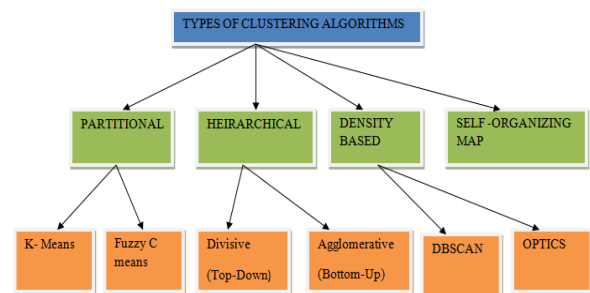 TYPES OF CLUSTERING ALGORITHMS
PARTITIONAL
HEIRARCHICAL
DENSITY
BASED
SELF -ORGANIZING
MAP
K- Means
Fuzzy C
means
Divisive
(Top-Down)
Agglomerative
(Bottom-Up)
DBSCAN
OPTICS